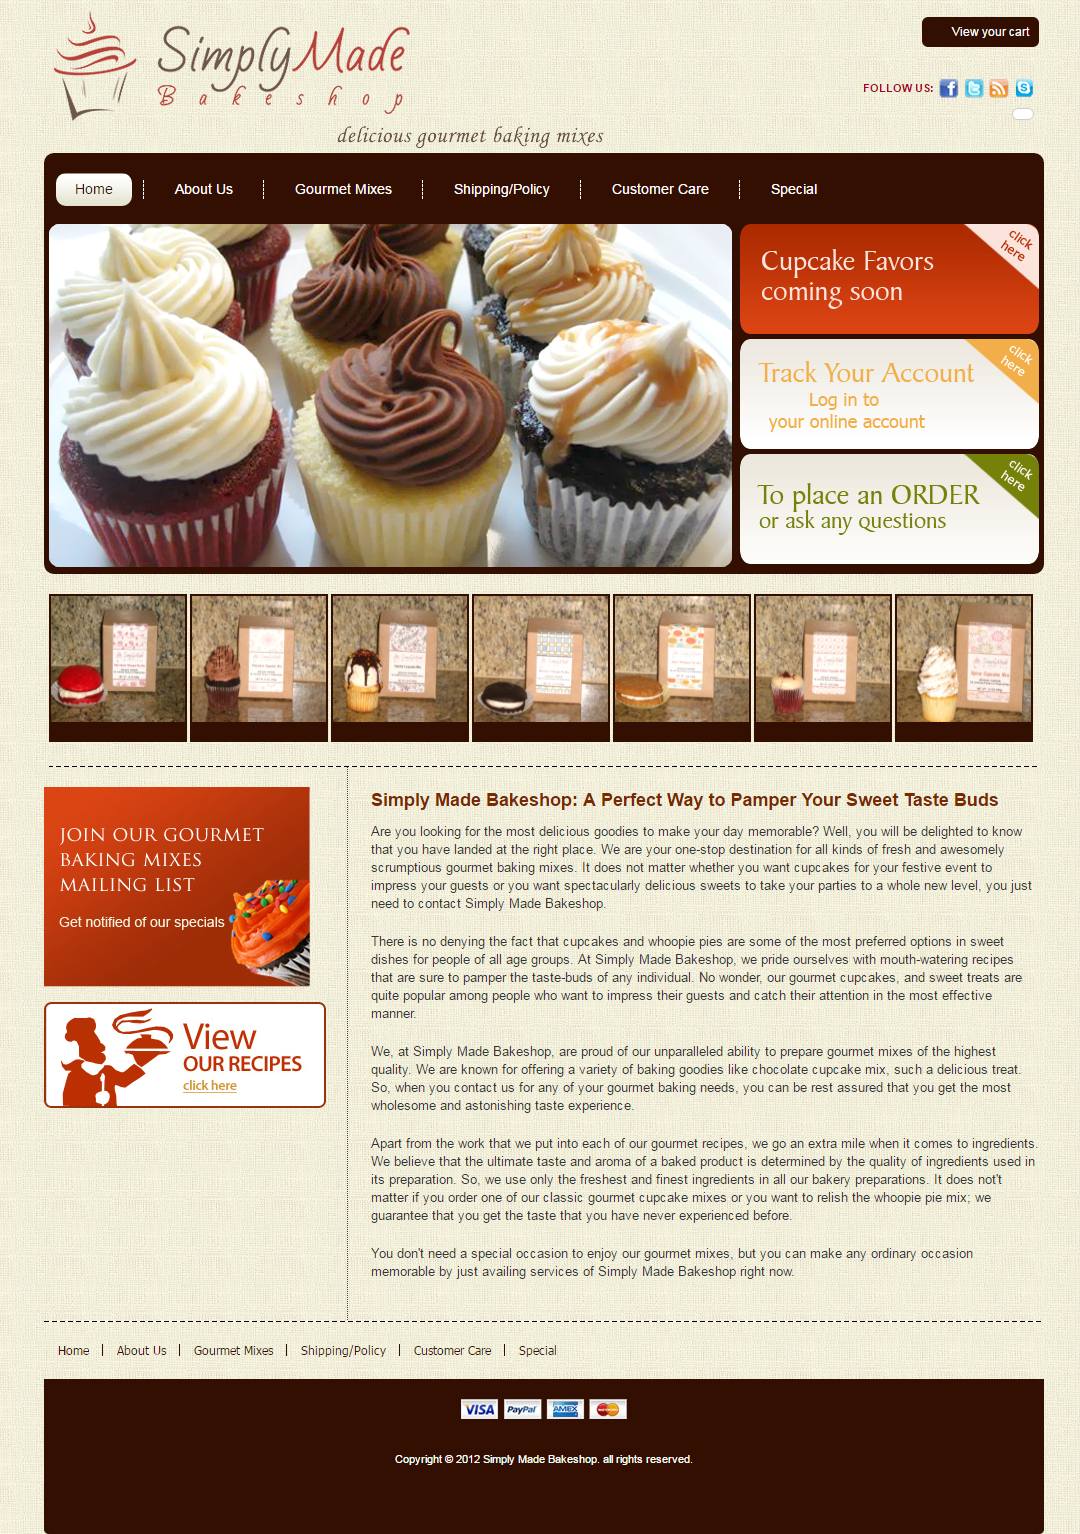 Simply Made
Bakeshop
delicious gourmet baking mixes
View your cart
FOLLOW US:
Home
About Us
Gourmet Mixes
Shipping/Policy
Customer Care
Special
Cupcake Favors
coming soon
click
here
Track Your Account
Log in to
your online account
click
here
To place an ORDER
or ask any questions
click
here
JOIN OUR GOURMET
BAKING MIXES
MAILING LIST
Get notified of our specials
View
OUR RECIPES
click here
Simply Made Bakeshop: A Perfect Way to Pamper Your Sweet Taste Buds
Are you looking for the most delicious goodies to make your day memorable? Well, you will be delighted to know
that you have landed at the right place. We are your one-stop destination for all kinds of fresh and awesomely
scrumptious gourmet baking mixes. It does not matter whether you want cupcakes for your festive event to
impress your guests or you want spectacularly delicious sweets to take your parties to a whole new level, you just
need to contact Simply Made Bakeshop.
There is no denying the fact that cupcakes and whoopie pies are some of the most preferred options in sweet
dishes for people of all age groups. At Simply Made Bakeshop, we pride ourselves with mouth-watering recipes
that are sure to pamper the taste-buds of any individual. No wonder, our gourmet cupcakes, and sweet treats are
quite popular among people who want to impress their guests and catch their attention in the most effective
manner.
We, at Simply Made Bakeshop, are proud of our unparalleled ability to prepare gourmet mixes of the highest
quality. We are known for offering a variety of baking goodies like chocolate cupcake mix, such a delicious treat.
So, when you contact us for any of your gourmet baking needs, you can be rest assured that you get the most
wholesome and astonishing taste experience.
Apart from the work that we put into each of our gourmet recipes, we go an extra mile when it comes to ingredients.
We believe that the ultimate taste and aroma of a baked product is determined by the quality of ingredients used in
its preparation. So, we use only the freshest and finest ingredients in all our bakery preparations. It does not't
matter if you order one of our classic gourmet cupcake mixes or you want to relish the whoopie pie mix; we
guarantee that you get the taste that you have never experienced before.
You don't need a special occasion to enjoy our gourmet mixes, but you can make any ordinary occasion
memorable by just availing services of Simply Made Bakeshop right now.
Home
About Us
Gourmet Mixes
Shipping/Policy
Customer Care
Special
VISA
PayPal
AMEX
MasterCard
Copyright © 2012 Simply Made Bakeshop. all rights reserved.